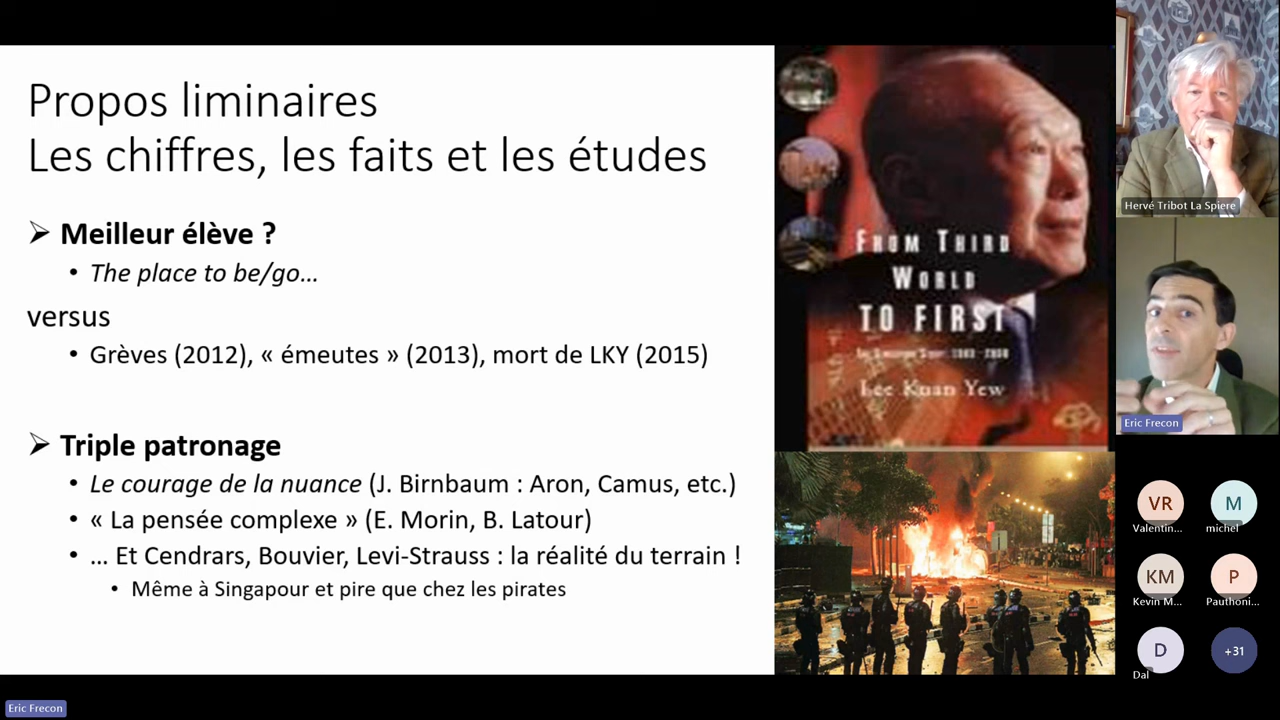 Propos liminaires
Les chiffres, les faits et les études
➢ Meilleur élève ?
• The place to be/go...
versus
• Grèves (2012), « émeutes » (2013), mort de LKY (2015)
➢ Triple patronage
• Le courage de la nuance (J. Birnbaum : Aron, Camus, etc.)
• « La pensée complexe » (E. Morin, B. Latour)
• ... Et Cendrars, Bouvier, Levi-Strauss : la réalité du terrain !
• Même à Singapour et pire que chez les pirates
FROM THIRD
WORLD
TO FIRST
Lee Kuan Yew
Hervé Tribot La Spiere
Eric Frecon
VR
Valentin...
M
michel
KM
Kevin M...
P
Pauthoni...
D
Dal
+31
Eric Frecon